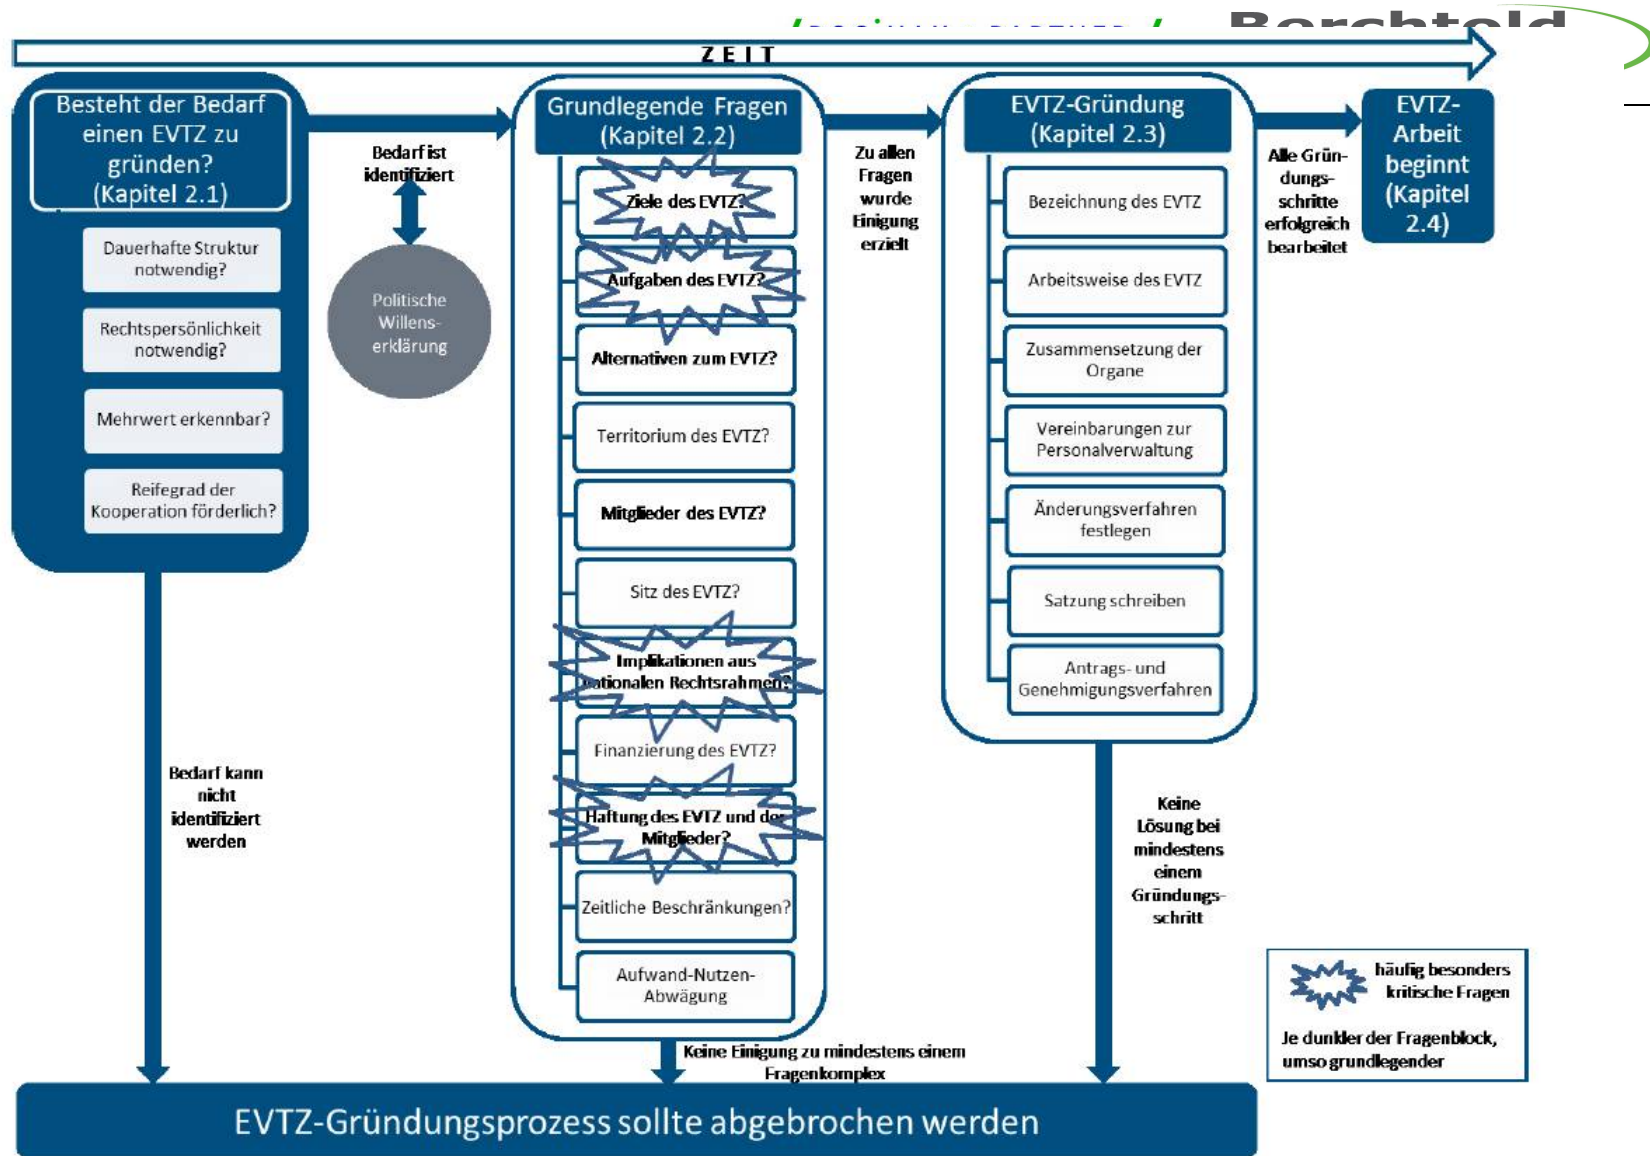 ZEIT
Besteht der Bedarf
einen EVTZ zu
gründen?
(Kapitel 2.1)
Dauerhafte Struktur
notwendig?
Rechtspersönlichkeit
notwendig?
Mehrwert erkennbar?
Reifegrad der
Kooperation förderlich?
Bedarf kann
nicht
identifiziert
werden
Bedarf ist
identifiziert
Politische
Willens-
erklärung
Grundlegende Fragen
(Kapitel 2.2)
Ziele des EVTZ?
Aufgaben des EVTZ?
Alternativen zum EVTZ?
Territorium des EVTZ?
Mitglieder des EVTZ?
Sitz des EVTZ?
Implikationen aus
nationalen Rechtsrahmen?
Finanzierung des EVTZ?
Haftung des EVTZ und der
Mitglieder?
Zeitliche Beschränkungen?
Aufwand-Nutzen-
Abwägung
Keine Einigung zu mindestens einem
Fragenkomplex
Zu allen
Fragen
wurde
Einigung
erzielt
EVTZ-Gründung
(Kapitel 2.3)
Bezeichnung des EVTZ
Arbeitsweise des EVTZ
Zusammensetzung der
Organe
Vereinbarungen zur
Personalverwaltung
Änderungsverfahren
festlegen
Satzung schreiben
Antrags- und
Genehmigungsverfahren
Keine
Lösung bei
mindestens
einem
Gründungs-
schritt
Alle Grün-
dungs-
schritte
erfolgreich
bearbeitet
EVTZ-
Arbeit
beginnt
(Kapitel
2.4)
häufig besonders
kritische Fragen
Je dunkler der Fragenblock,
umso grundlegender
EVTZ-Gründungsprozess sollte abgebrochen werden